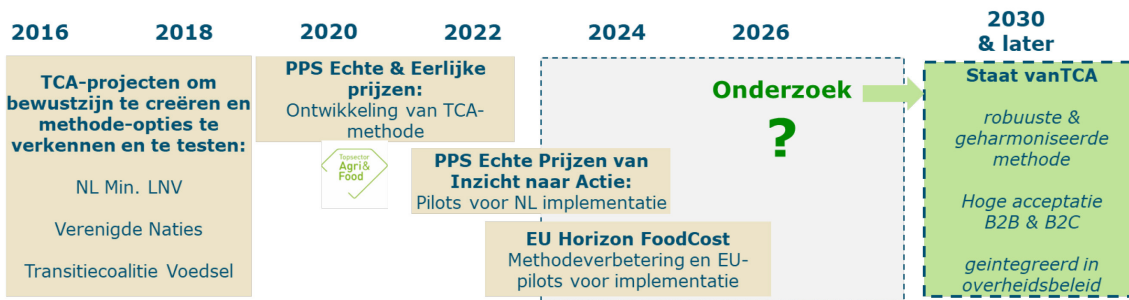 2016
2018
2020
2022
2024
2026
2030
& later
TCA-projecten om
bewustzijn te creëren en
methode-opties te
verkennen en te testen:
NL Min. LNV
Verenigde Naties
Transitiecoalitie Voedsel
PPS Echte & Eerlijke
prijzen:
Ontwikkeling van TCA-
methode
Topsector
Agri&
Food
PPS Echte Prijzen van
Inzicht naar Actie:
Pilots voor NL implementatie
EU Horizon FoodCost
Methodeverbetering en EU-
pilots voor implementatie
Onderzoek
?
Staat vanTCA
robuuste &
geharmoniseerde
methode
Hoge acceptatie
B2B & B2C
geintegreerd in
overheidsbeleid